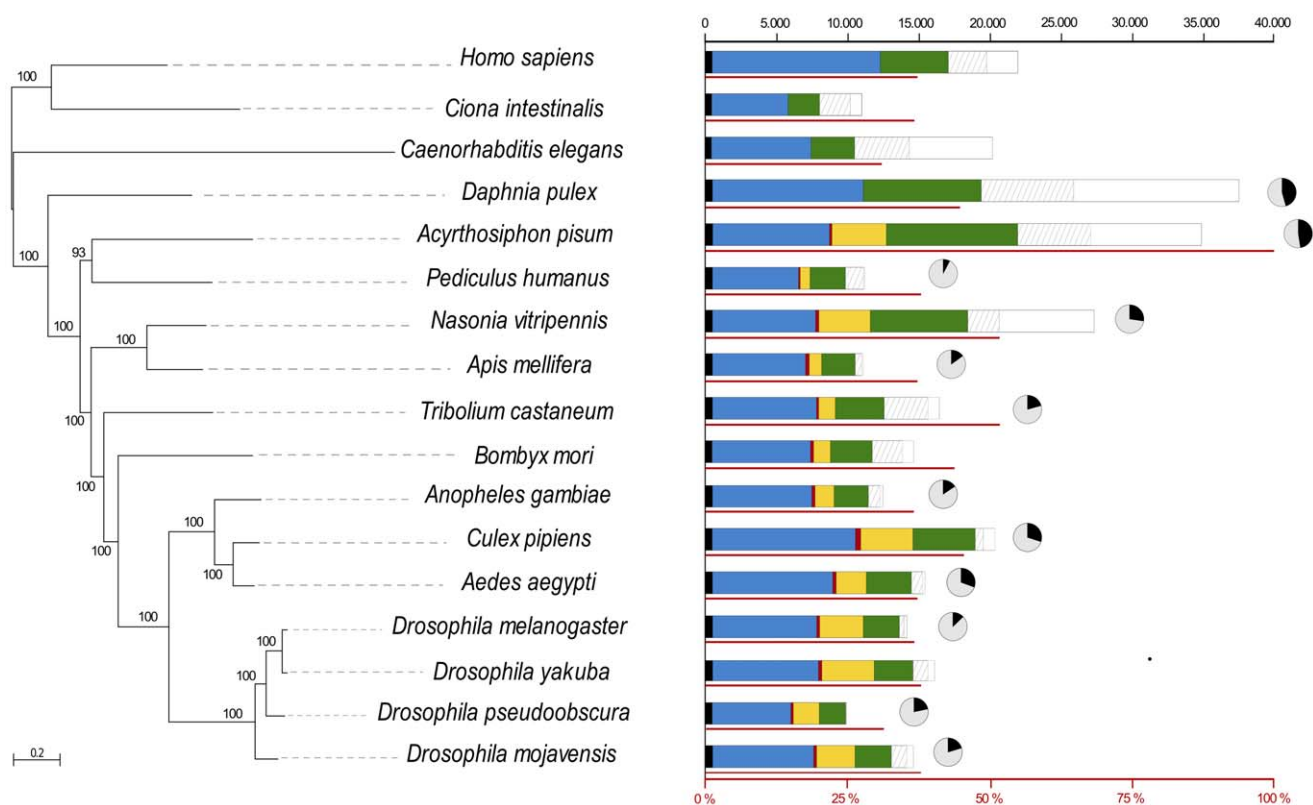 0 5.000 10.000 15.000 20.000 25.000 30.000 35.000 40.000
Homo sapiens
100
Ciona intestinalis
Caenorhabditis elegans
Daphnia pulex
Acyrthosiphon pisum
93
100
Pediculus humanus
Nasonia vitripennis
100
100
Apis mellifera
Tribolium castaneum
100
Bombyx mori
100
Anopheles gambiae
100
Culex pipiens
100
100
Aedes aegypti
100
Drosophila melanogaster
100
Drosophila yakuba
100
Drosophila pseudoobscura
100
Drosophila mojavensis
0.2
0 % 25 % 50 % 75 % 100 %